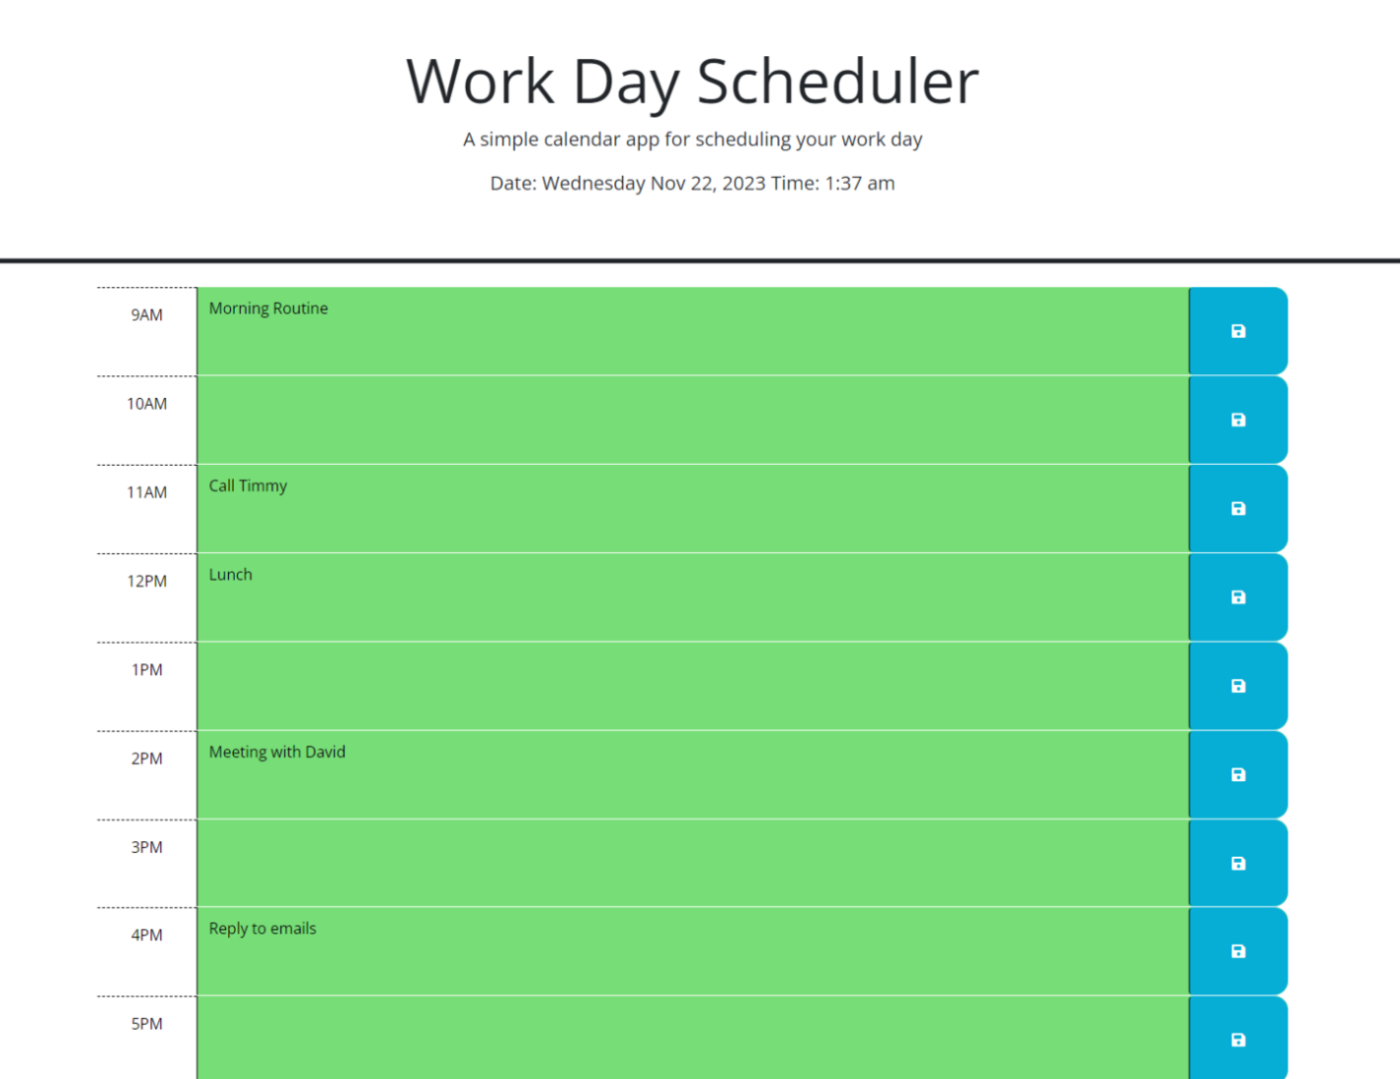 Work Day Scheduler
A simple calendar app for scheduling your work day
Date: Wednesday Nov 22, 2023 Time: 1:37 am
9AM Morning Routine
10AM
11AM Call Timmy
12PM Lunch
1PM
2PM Meeting with David
3PM
4PM Reply to emails
5PM